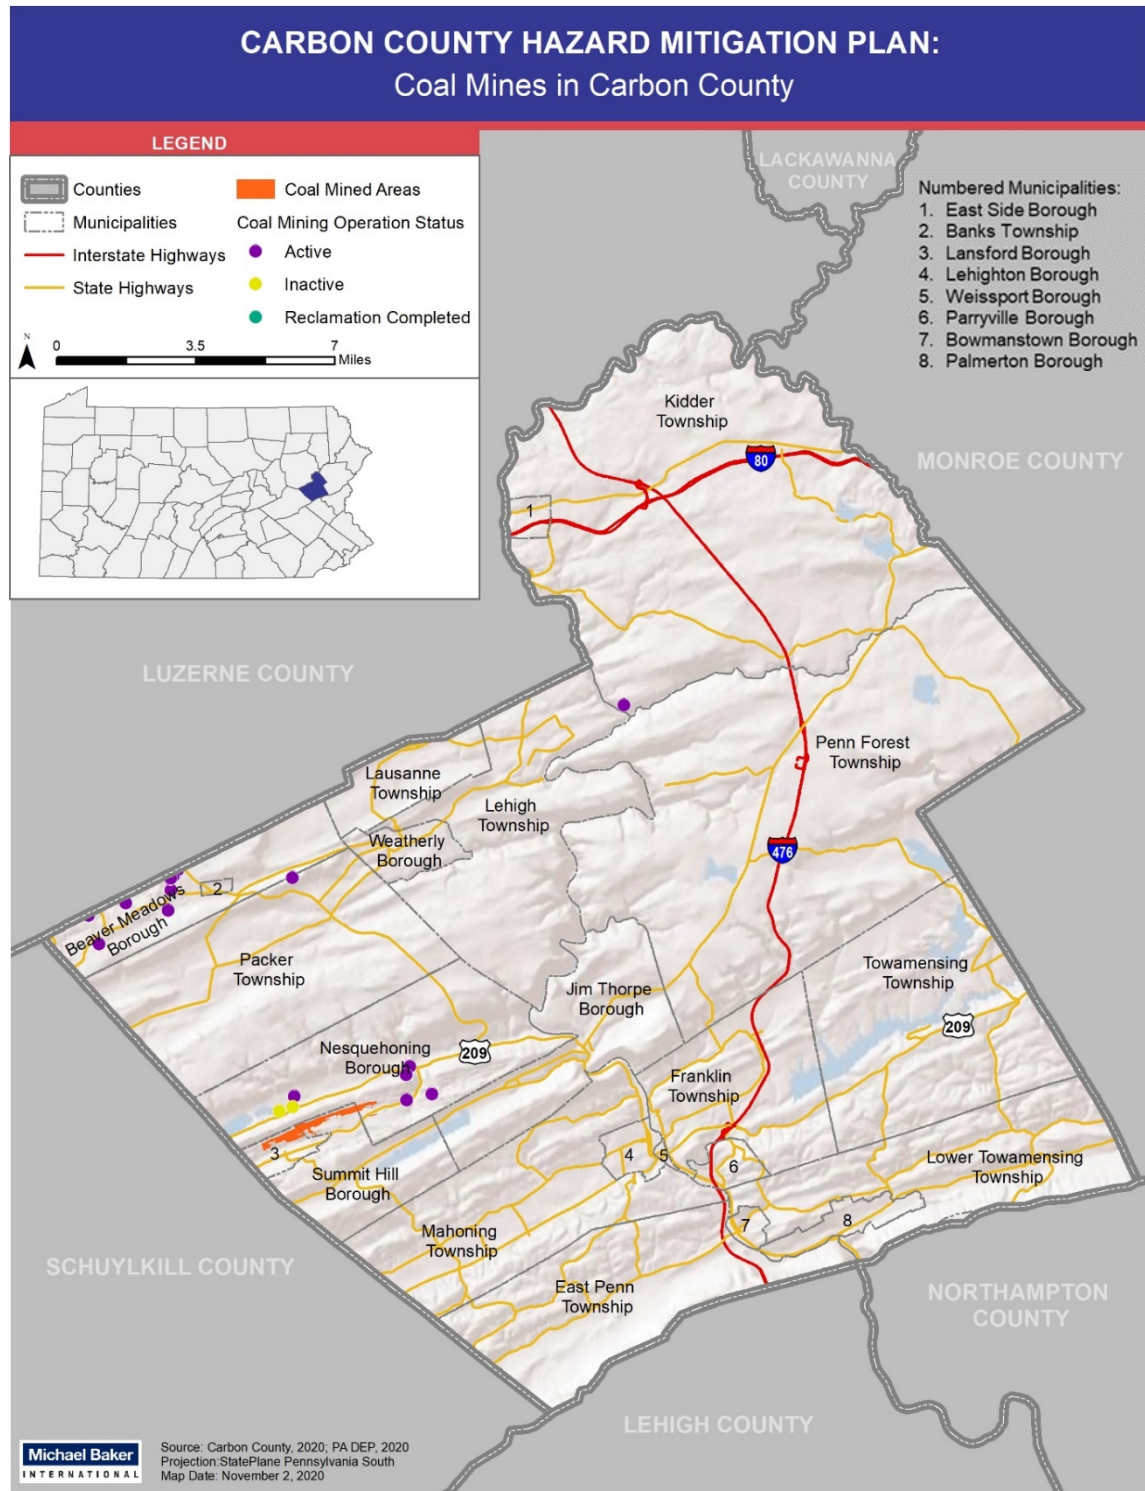 CARBON COUNTY HAZARD MITIGATION PLAN:
Coal Mines in Carbon County
LEGEND
Counties
Municipalities
Interstate Highways
State Highways
Coal Mined Areas
Coal Mining Operation Status
Active
Inactive
Reclamation Completed
N
0 3.5 7
Miles
LACKAWANNA
COUNTY
Numbered Municipalities:
1. East Side Borough
2. Banks Township
3. Lansford Borough
4. Lehighton Borough
5. Weissport Borough
6. Parryville Borough
7. Bowmanstown Borough
8. Palmerton Borough
Kidder
Township
80
MONROE COUNTY
1
LUZERNE COUNTY
Penn Forest
Township
Lausanne
Township
Lehigh
Township
Weatherly
Borough
476
2
Beaver Meadows
Borough
Packer
Township
Towamensing
Township
Jim Thorpe
Borough
209
Nesquehoning
Borough
209
Franklin
Township
3
4
5
6
Summit Hill
Borough
Lower Towamensing
Township
7
8
Mahoning
Township
SCHUYLKILL COUNTY
East Penn
Township
NORTHAMPTON
COUNTY
LEHIGH COUNTY
Michael Baker
INTERNATIONAL
Source: Carbon County, 2020; PA DEP, 2020
Projection:StatePlane Pennsylvania South
Map Date: November 2, 2020